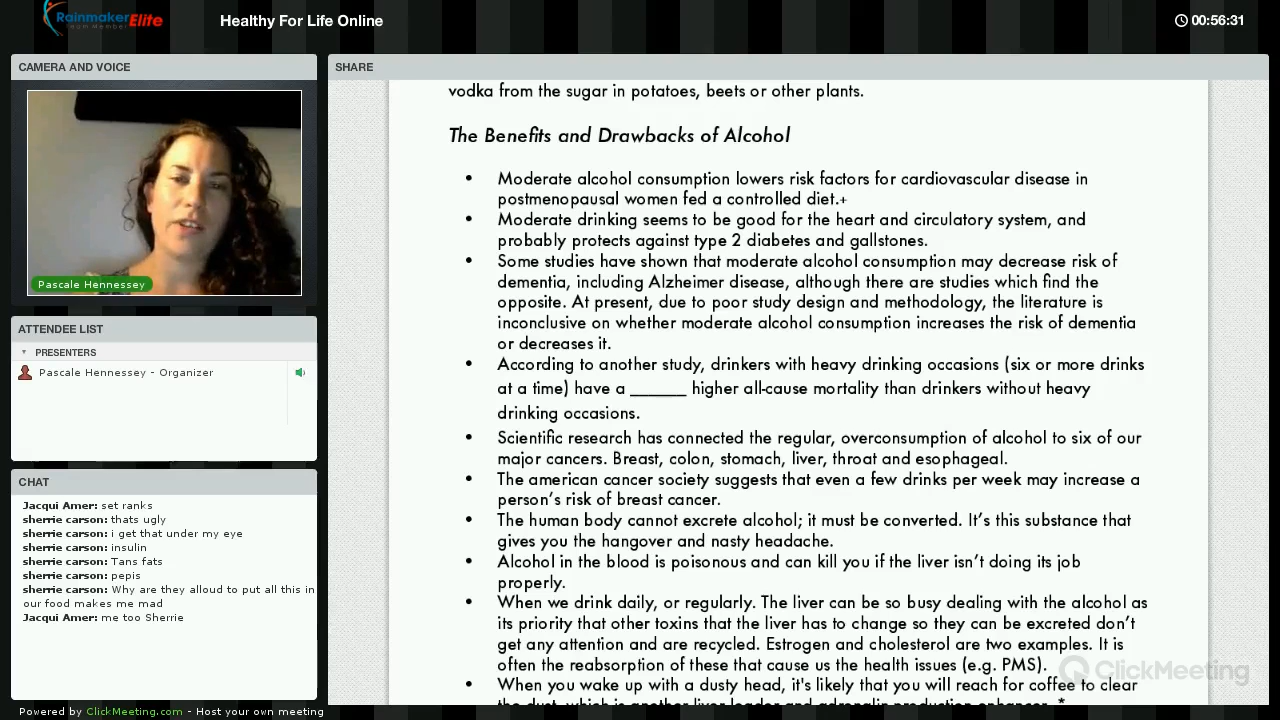 RainmakerElite
Team Member
Healthy For Life Online
00:56:31
CAMERA AND VOICE
Pascale Hennessey
ATTENDEE LIST
PRESENTERS
Pascale Hennessey - Organizer
CHAT
Jacqui Amer: set ranks
sherrie carson: thats ugly
sherrie carson: i get that under my eye
sherrie carson: insulin
sherrie carson: Tans fats
sherrie carson: pepis
sherrie carson: Why are they alloud to put all this in
our food makes me mad
Jacqui Amer: me too Sherrie
Powered by ClickMeeting.com - Host your own meeting
SHARE
vodka from the sugar in potatoes, beets or other plants.
The Benefits and Drawbacks of Alcohol
• Moderate alcohol consumption lowers risk factors for cardiovascular disease in
postmenopausal women fed a controlled diet.+
• Moderate drinking seems to be good for the heart and circulatory system, and
probably protects against type 2 diabetes and gallstones.
• Some studies have shown that moderate alcohol consumption may decrease risk of
dementia, including Alzheimer disease, although there are studies which find the
opposite. At present, due to poor study design and methodology, the literature is
inconclusive on whether moderate alcohol consumption increases the risk of dementia
or decreases it.
• According to another study, drinkers with heavy drinking occasions (six or more drinks
at a time) have a ______ higher all-cause mortality than drinkers without heavy
drinking occasions.
• Scientific research has connected the regular, overconsumption of alcohol to six of our
major cancers. Breast, colon, stomach, liver, throat and esophageal.
• The american cancer society suggests that even a few drinks per week may increase a
person's risk of breast cancer.
• The human body cannot excrete alcohol; it must be converted. It's this substance that
gives you the hangover and nasty headache.
• Alcohol in the blood is poisonous and can kill you if the liver isn't doing its job
properly.
• When we drink daily, or regularly. The liver can be so busy dealing with the alcohol as
its priority that other toxins that the liver has to change so they can be excreted don't
get any attention and are recycled. Estrogen and cholesterol are two examples. It is
often the reabsorption of these that cause us the health issues (e.g. PMS).
• When you wake up with a dusty head, it's likely that you will reach for coffee to clear
the dust, which is another liver loader and adrenalin production enhancer. *
ClickMeeting